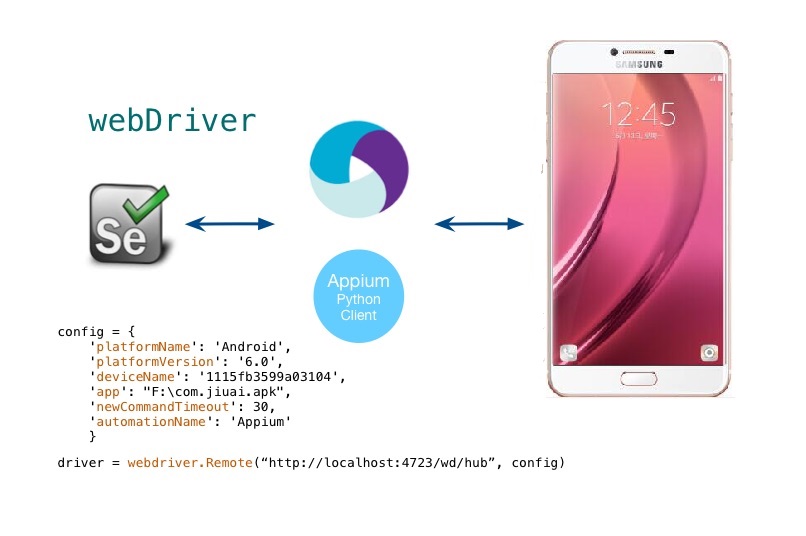 webDriver
Se
Appium
Python
Client
SAMSUNG
12:45
config = {
'platformName': 'Android',
'platformVersion': '6.0',
'deviceName': '1115fb3599a03104',
'app': "F:\com.jiuai.apk",
'newCommandTimeout': 30,
'automationName': 'Appium'
}
driver = webdriver.Remote(“http://localhost:4723/wd/hub”, config)